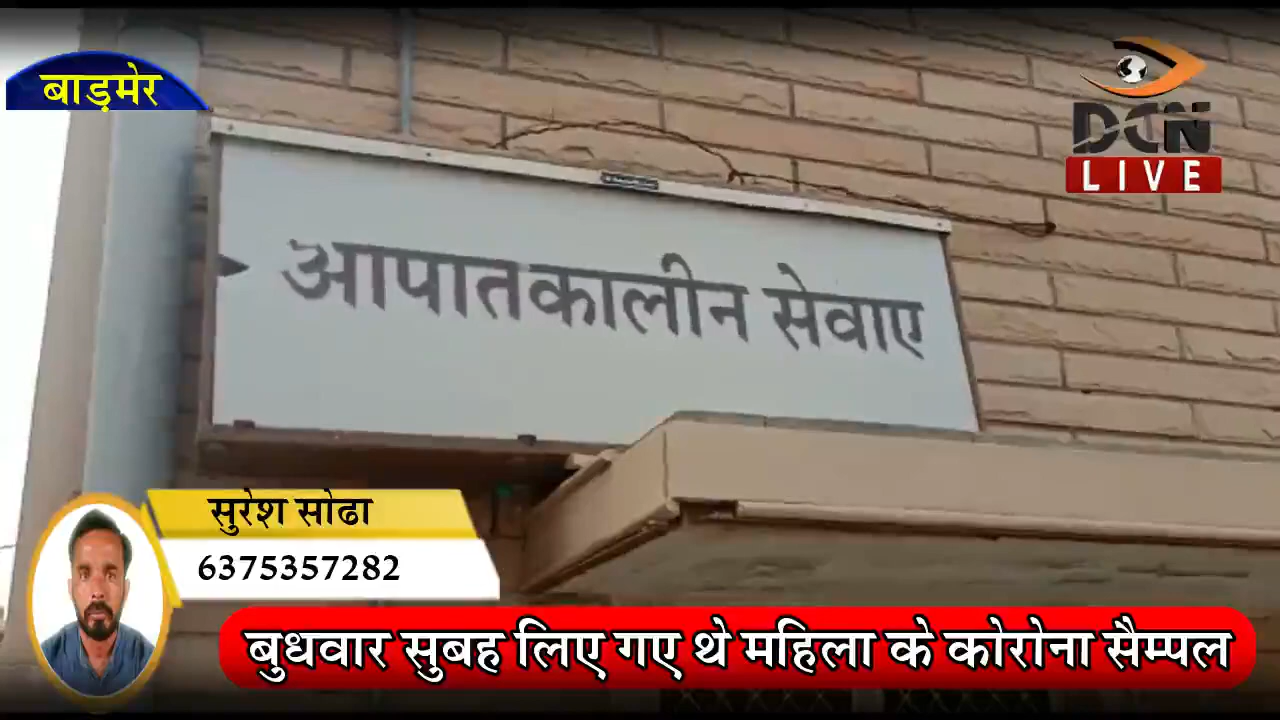 बाड़मेर
DCN
LIVE
आपातकालीन सेवाए
सुरेश सोढा
6375357282
बुधवार सुबह लिए गए थे महिला के कोरोना सैम्पल